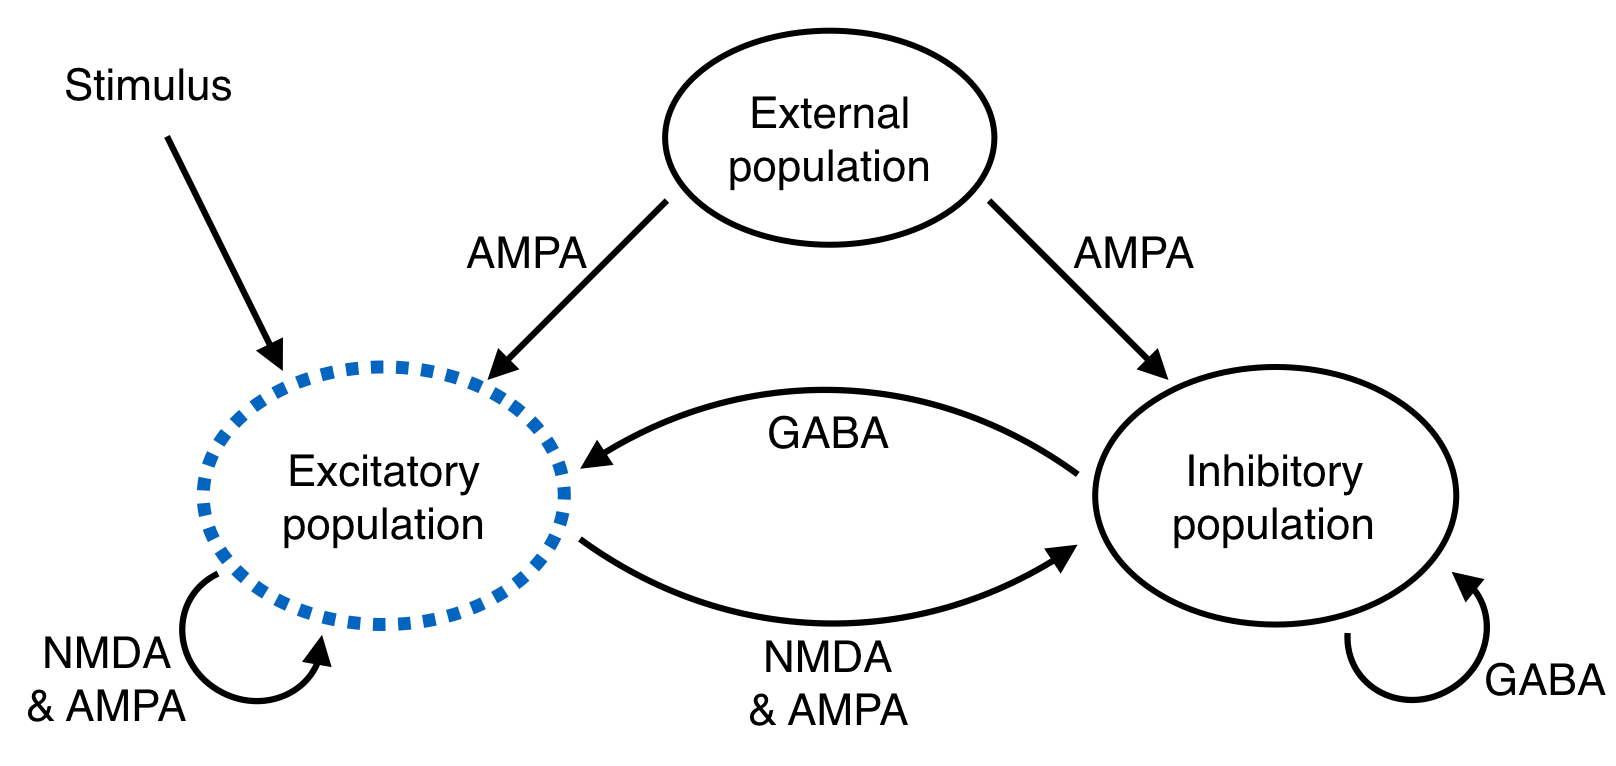 Stimulus
External
population
AMPA
AMPA
GABA
Excitatory
population
Inhibitory
population
NMDA
& AMPA
NMDA
& AMPA
GABA